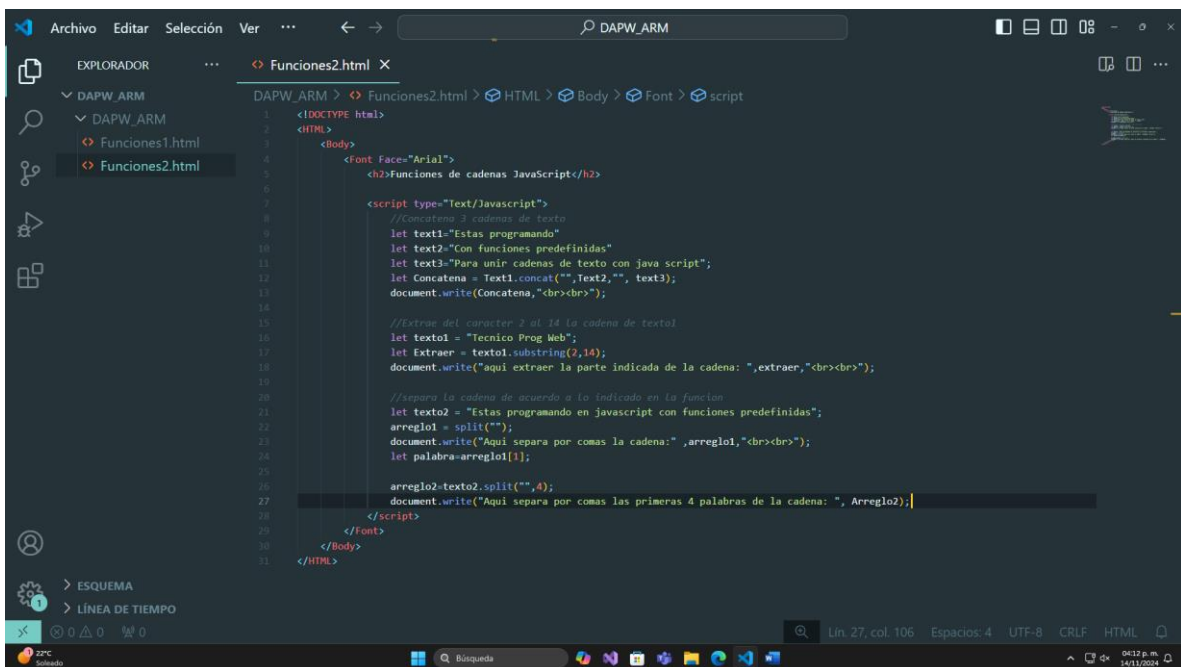 Archivo Editar Selección Ver ··· ← → DAPW_ARM
EXPLORADOR ···
Funciones2.html ×
DAPW_ARM
DAPW_ARM
Funciones1.html
Funciones2.html
DAPW_ARM > Funciones2.html > HTML > Body > Font > script
1 <!DOCTYPE html>
2 <HTML>
3 <Body>
4 <Font Face="Arial">
5 <h2>Funciones de cadenas JavaScript</h2>
6
7 <script type="Text/Javascript">
8 //Concatena 3 cadenas de texto
9 let text1="Estas programando"
10 let text2="Con funciones predefinidas"
11 let text3="Para unir cadenas de texto con java script";
12 let Concatena = Text1.concat("",Text2,"", text3);
13 document.write(Concatena,"<br><br>");
14
15 //Extrae del caracter 2 al 14 la cadena de texto1
16 let texto1 = "Tecnico Prog Web";
17 let Extraer = texto1.substring(2,14);
18 document.write("aqui extraer la parte indicada de la cadena: ",extraer,"<br><br>");
19
20 //separa la cadena de acuerdo a lo indicado en la funcion
21 let texto2 = "Estas programando en javascript con funciones predefinidas";
22 arreglo1 = split("");
23 document.write("Aqui separa por comas la cadena:" ,arreglo1,"<br><br>");
24 let palabra=arreglo1[1];
25
26 arreglo2=texto2.split("",4);
27 document.write("Aqui separa por comas las primeras 4 palabras de la cadena: ", Arreglo2);
28 </script>
29 </Font>
30 </Body>
31 </HTML>
ESQUEMA
LÍNEA DE TIEMPO
1
0 0 0 Lín. 27, col. 106 Espacios: 4 UTF-8 CRLF HTML
22°C
Soleado
Búsqueda
04:12 p. m.
14/11/2024